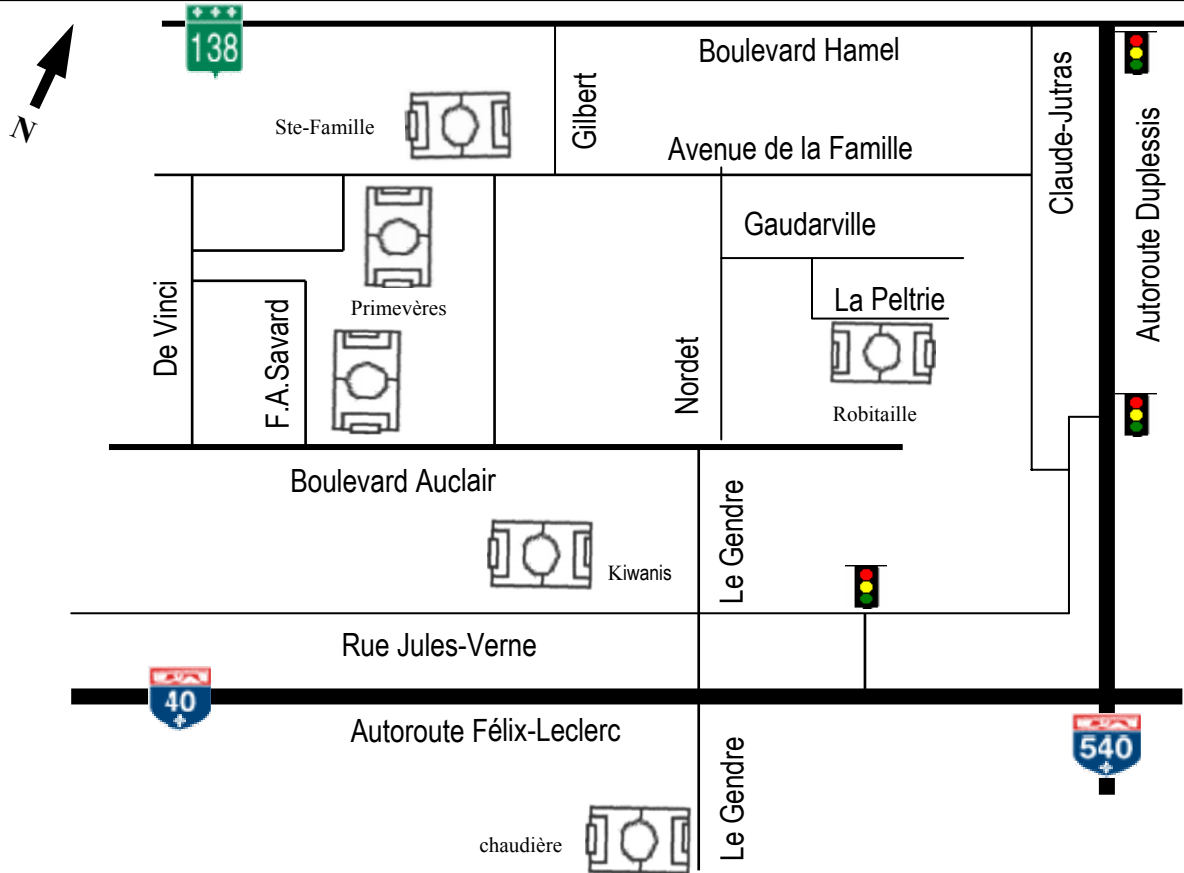 138
Boulevard Hamel
N
Ste-Famille
Gilbert
Avenue de la Famille
Claude-Jutras
Autoroute Duplessis
Gaudarville
De Vinci
Primevères
La Peltrie
F.A.Savard
Nordet
Robitaille
Boulevard Auclair
Kiwanis
Le Gendre
Rue Jules-Verne
40
Autoroute Félix-Leclerc
540
Le Gendre
chaudière